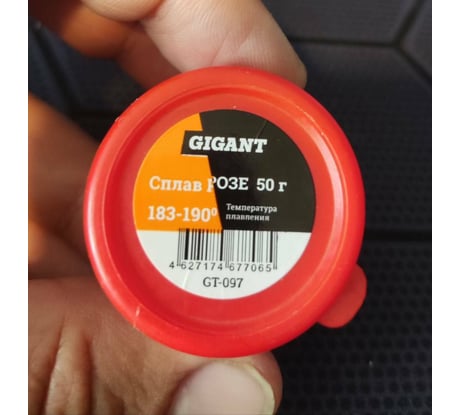 GIGANT
Сплав РОЗЕ 50 г
183-190⁰ Температура
плавления
4 627174 677065
GT-097